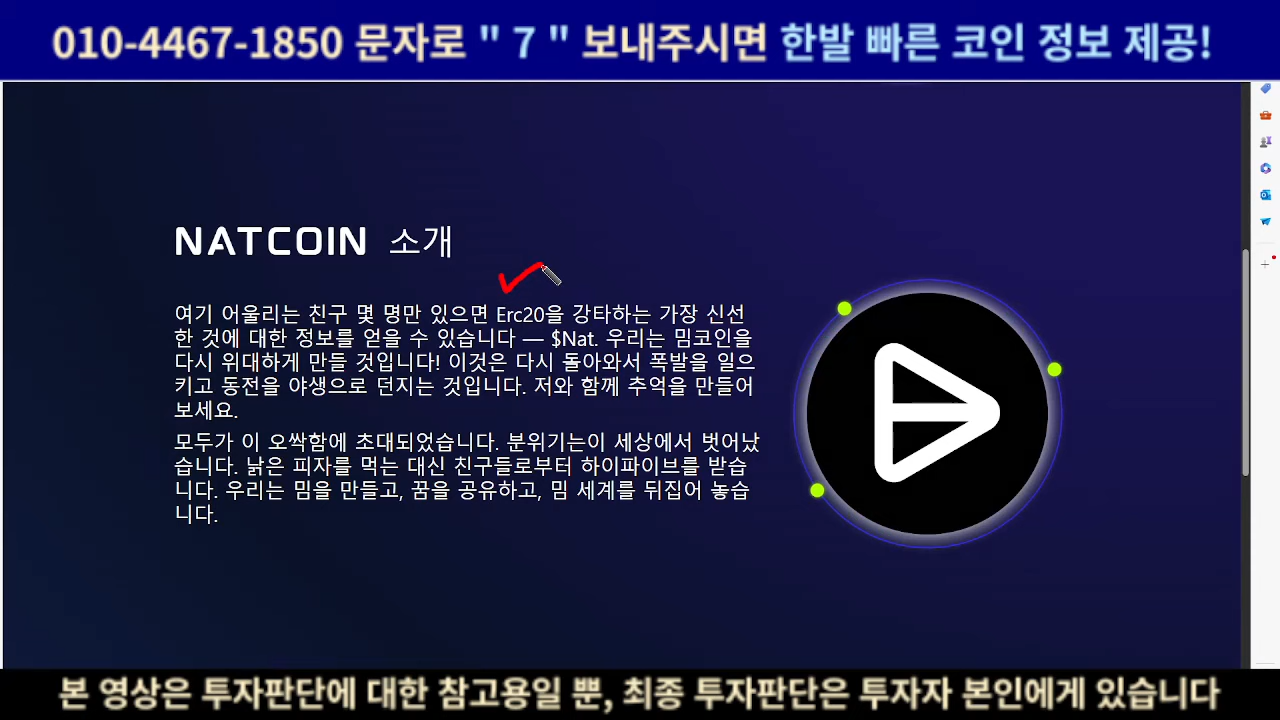 010-4467-1850 문자로 " 7 " 보내주시면 한발 빠른 코인 정보 제공!
NATCOIN 소개
여기 어울리는 친구 몇 명만 있으면 Erc20을 강타하는 가장 신선
한 것에 대한 정보를 얻을 수 있습니다 — $Nat. 우리는 밈코인을
다시 위대하게 만들 것입니다! 이것은 다시 돌아와서 폭발을 일으
키고 동전을 야생으로 던지는 것입니다. 저와 함께 추억을 만들어
보세요.
모두가 이 오싹함에 초대되었습니다. 분위기는이 세상에서 벗어났
습니다. 낡은 피자를 먹는 대신 친구들로부터 하이파이브를 받습
니다. 우리는 밈을 만들고, 꿈을 공유하고, 밈 세계를 뒤집어 놓습
니다.
본 영상은 투자판단에 대한 참고용일 뿐, 최종 투자판단은 투자자 본인에게 있습니다